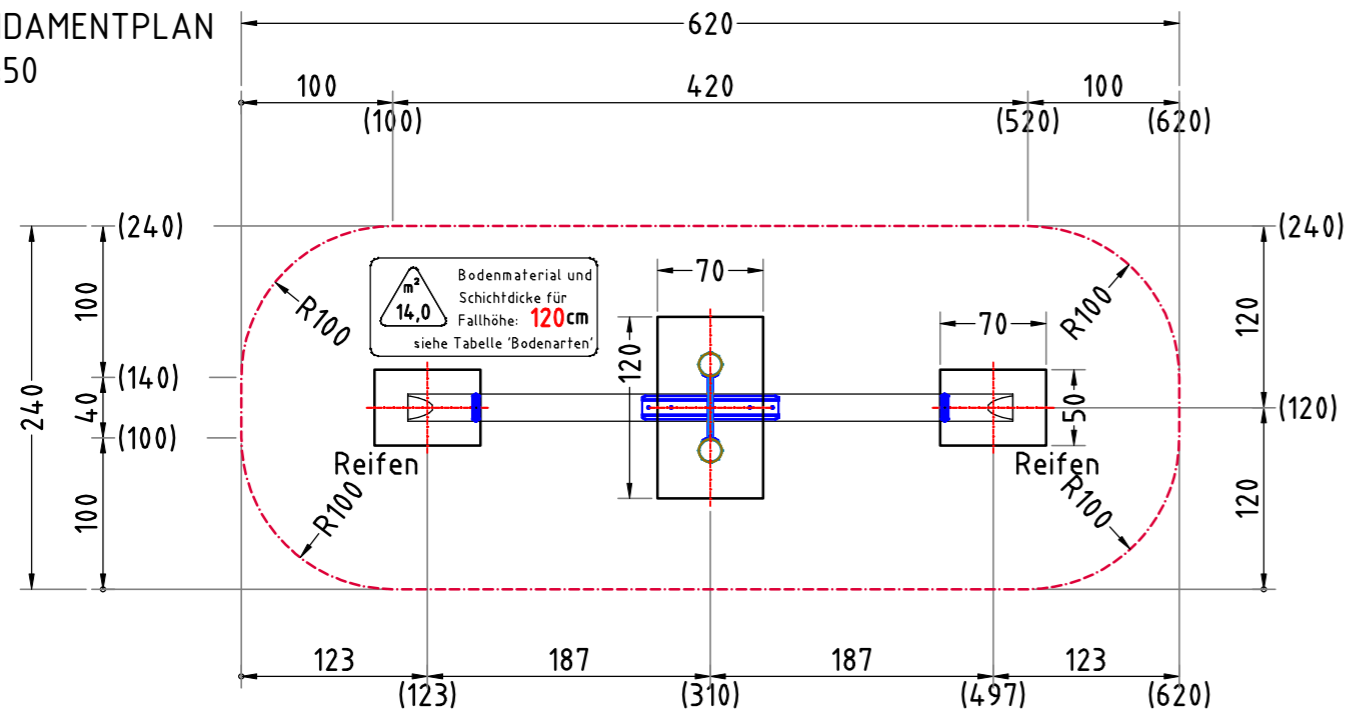 DAMENTPLAN
50
620
100
420
100
(100)
(520)
(620)
(240)
(240)
m²
14,0
Bodenmaterial und
Schichtdicke für
Fallhöhe: 120cm
siehe Tabelle 'Bodenarten'
R100
R100
70
70
100
120
120
240
(140)
40
(100)
50
(120)
Reifen
Reifen
R100
R100
100
120
123
187
187
123
(123)
(310)
(497)
(620)